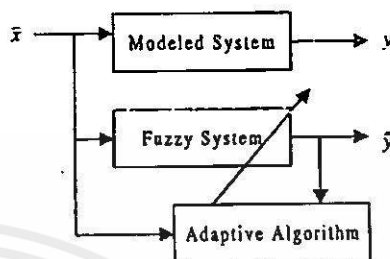 x̄
Modeled System
y
Fuzzy System
ŷ
Adaptive Algorithm